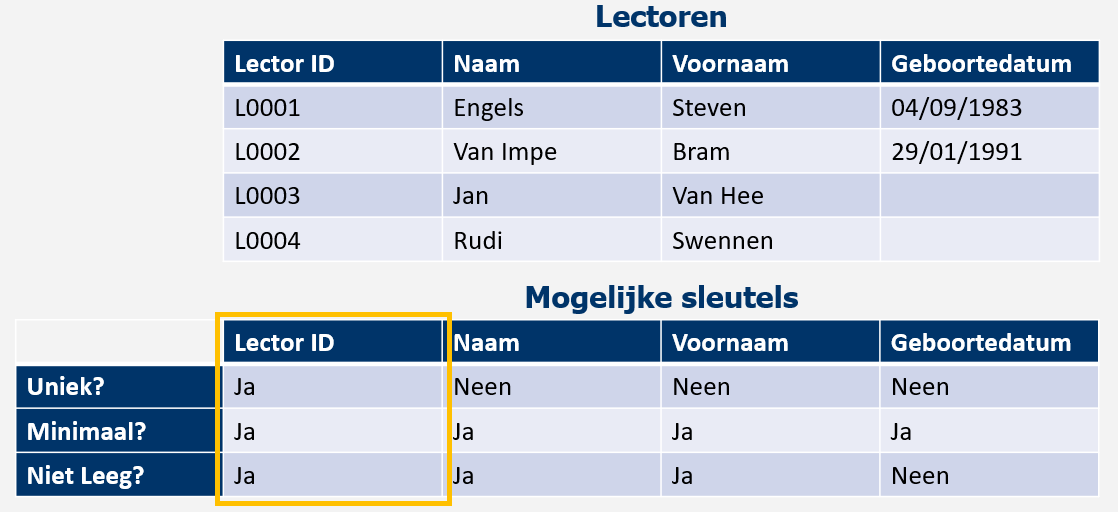 Lectoren
Lector ID Naam Voornaam Geboortedatum
L0001 Engels Steven 04/09/1983
L0002 Van Impe Bram 29/01/1991
L0003 Jan Van Hee
L0004 Rudi Swennen
Mogelijke sleutels
Lector ID Naam Voornaam Geboortedatum
Uniek? Ja Neen Neen Neen
Minimaal? Ja Ja Ja Ja
Niet Leeg? Ja Ja Ja Neen